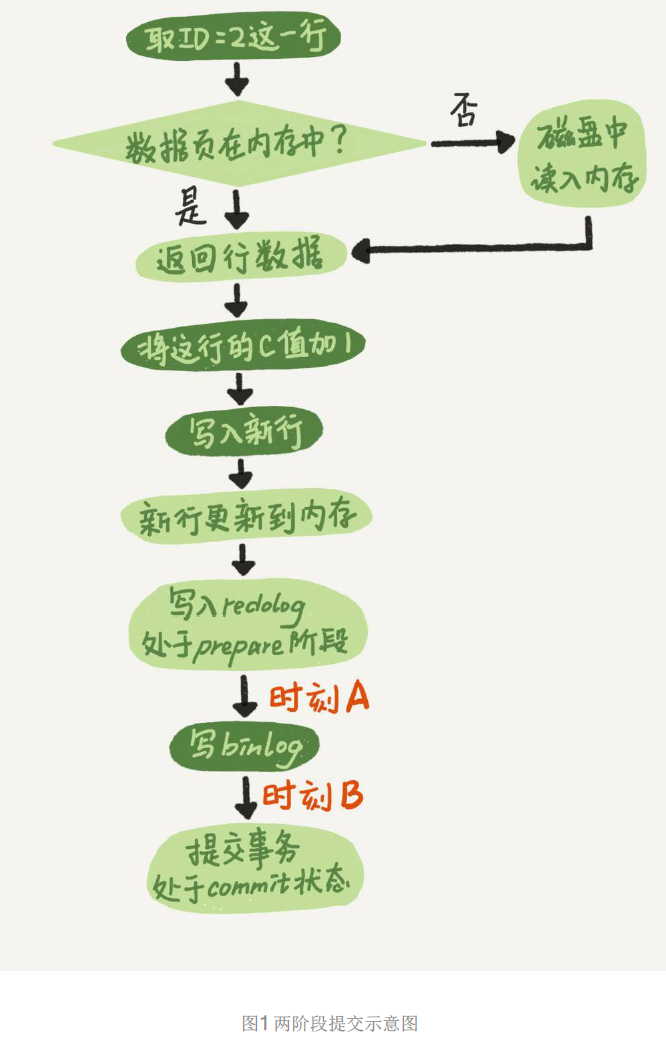 取ID=2这一行
数据页在内存中?
否
磁盘中
读入内存
是
返回行数据
将这行的C值加1
写入新行
新行更新到内存
写入redolog
处于prepare阶段
时刻A
写binlog
时刻B
提交事务
处于commit状态
图1 两阶段提交示意图